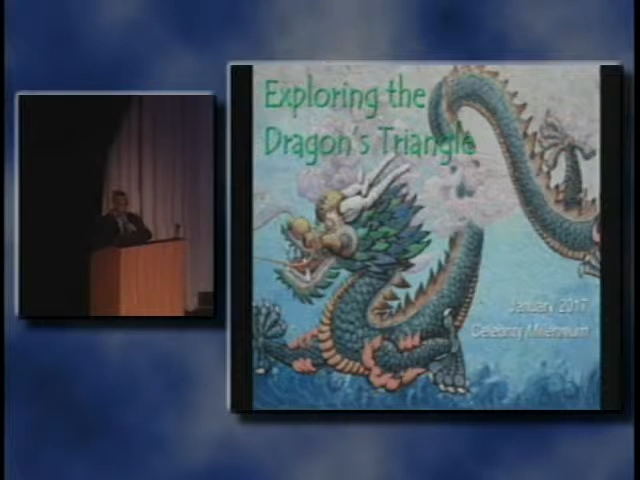 Exploring the
Dragon's Triangle
January 2017
Celebrity Millennium